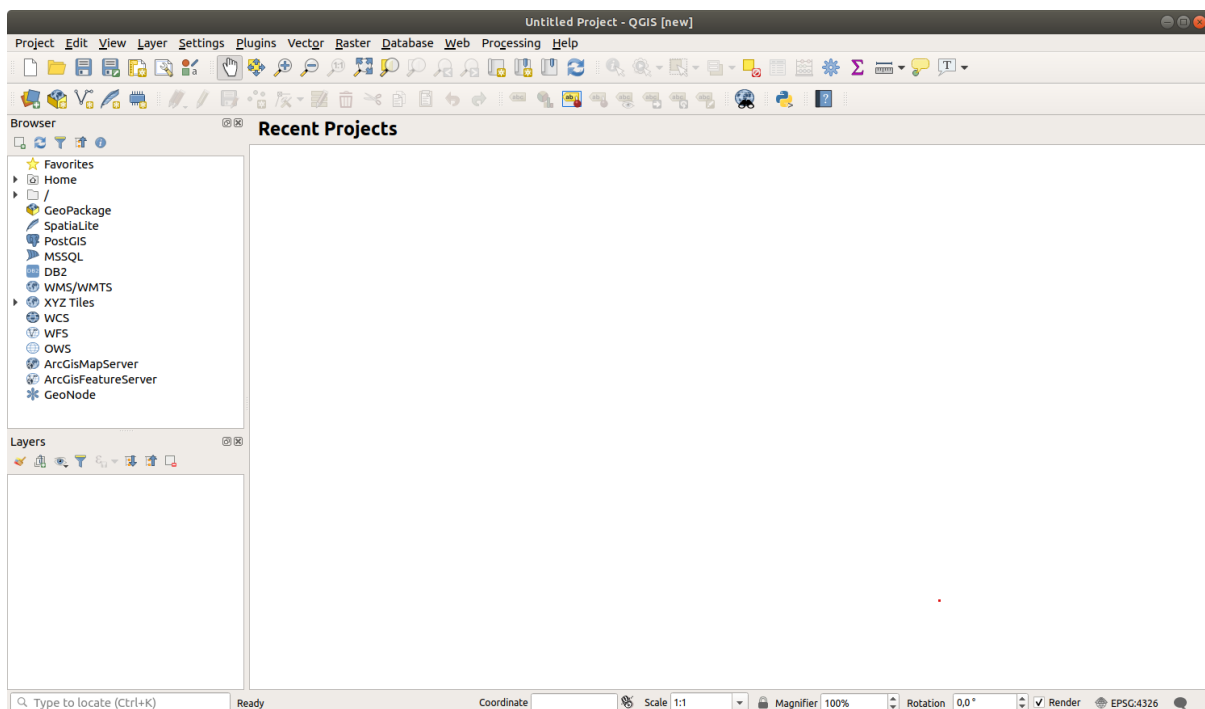 Untitled Project - QGIS [new]
Project Edit View Layer Settings Plugins Vector Raster Database Web Processing Help
Browser
Recent Projects
Favorites
Home
/
GeoPackage
SpatiaLite
PostGIS
MSSQL
DB2
WMS/WMTS
XYZ Tiles
WCS
WFS
OWS
ArcGisMapServer
ArcGisFeatureServer
GeoNode
Layers
Type to locate (Ctrl+K) Ready Coordinate Scale 1:1 Magnifier 100% Rotation 0,0 ° Render EPSG:4326